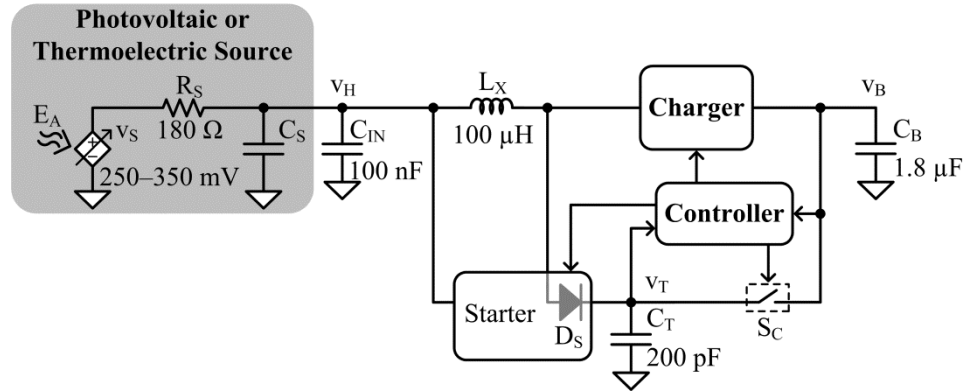 Photovoltaic or
Thermoelectric Source
R_S
180 Ω
E_A
v_S
250–350 mV
C_S
v_H
C_IN
100 nF
L_X
100 µH
Charger
v_B
C_B
1.8 µF
Controller
Starter
D_S
v_T
C_T
200 pF
S_C